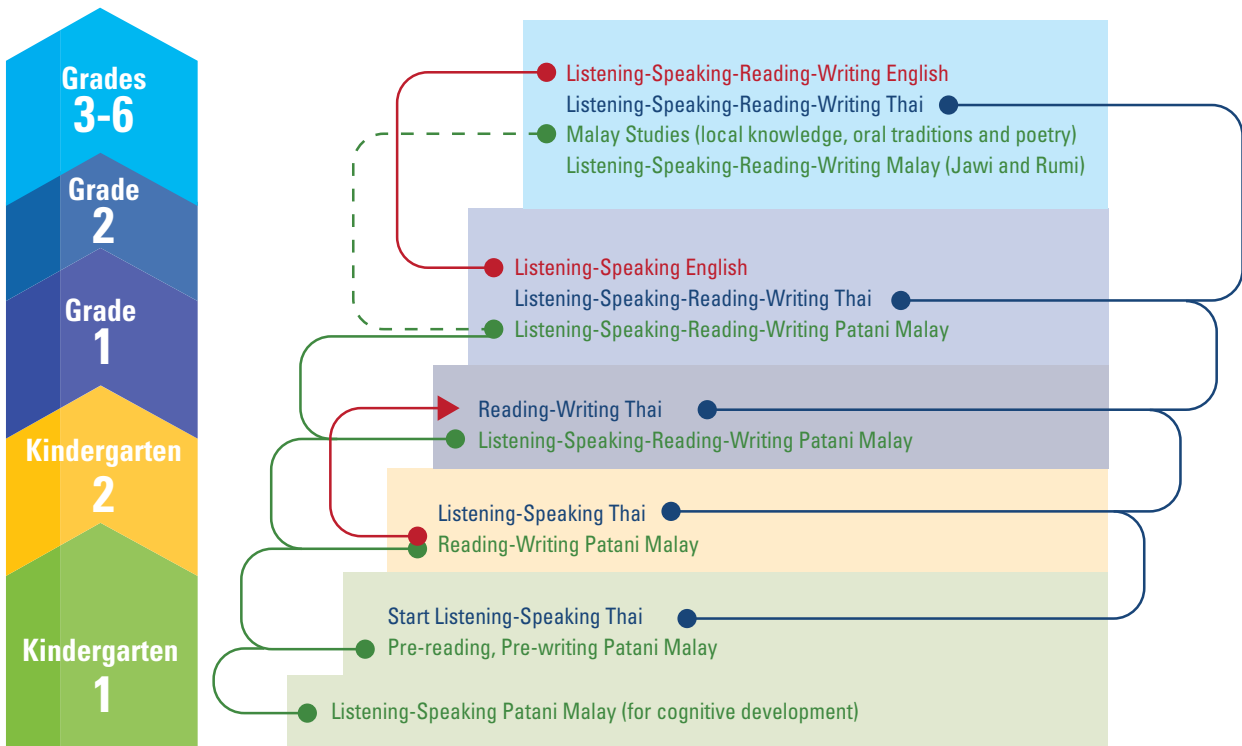 Grades
3-6
Listening-Speaking-Reading-Writing English
Listening-Speaking-Reading-Writing Thai
Malay Studies (local knowledge, oral traditions and poetry)
Listening-Speaking-Reading-Writing Malay (Jawi and Rumi)
Grade
2
Listening-Speaking English
Listening-Speaking-Reading-Writing Thai
Listening-Speaking-Reading-Writing Patani Malay
Grade
1
Reading-Writing Thai
Listening-Speaking-Reading-Writing Patani Malay
Kindergarten
2
Listening-Speaking Thai
Reading-Writing Patani Malay
Kindergarten
1
Start Listening-Speaking Thai
Pre-reading, Pre-writing Patani Malay
Listening-Speaking Patani Malay (for cognitive development)